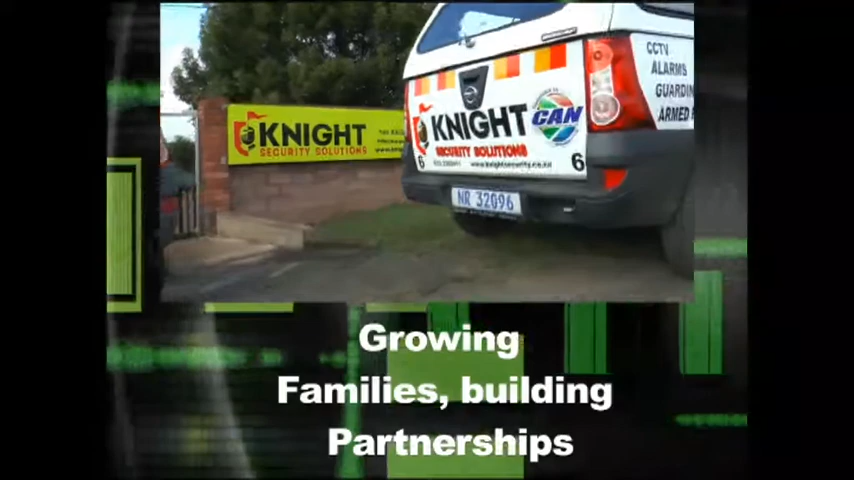 KNIGHT
SECURITY SOLUTIONS
KNIGHT
SECURITY SOLUTIONS
CAN
6
6
NR 32096
CCTV
ALARMS
GUARDIN
ARMED
Growing
Families, building
Partnerships